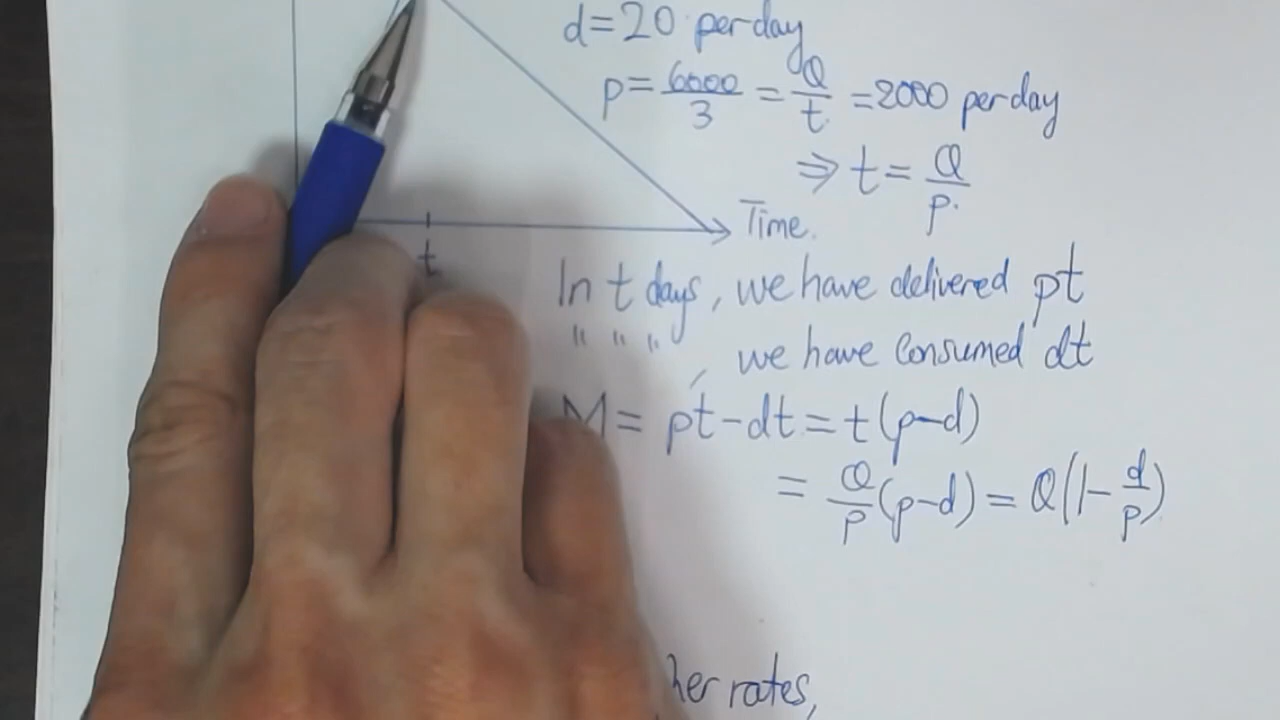 d = 20 per day
p = 6000/3 = Q/t = 2000 per day
⇒ t = Q/p.
Time.
t
In t days, we have delivered pt
" " ", we have consumed dt
M = pt - dt = t(p-d)
= Q/p (p-d) = Q(1 - d/p)
rates,